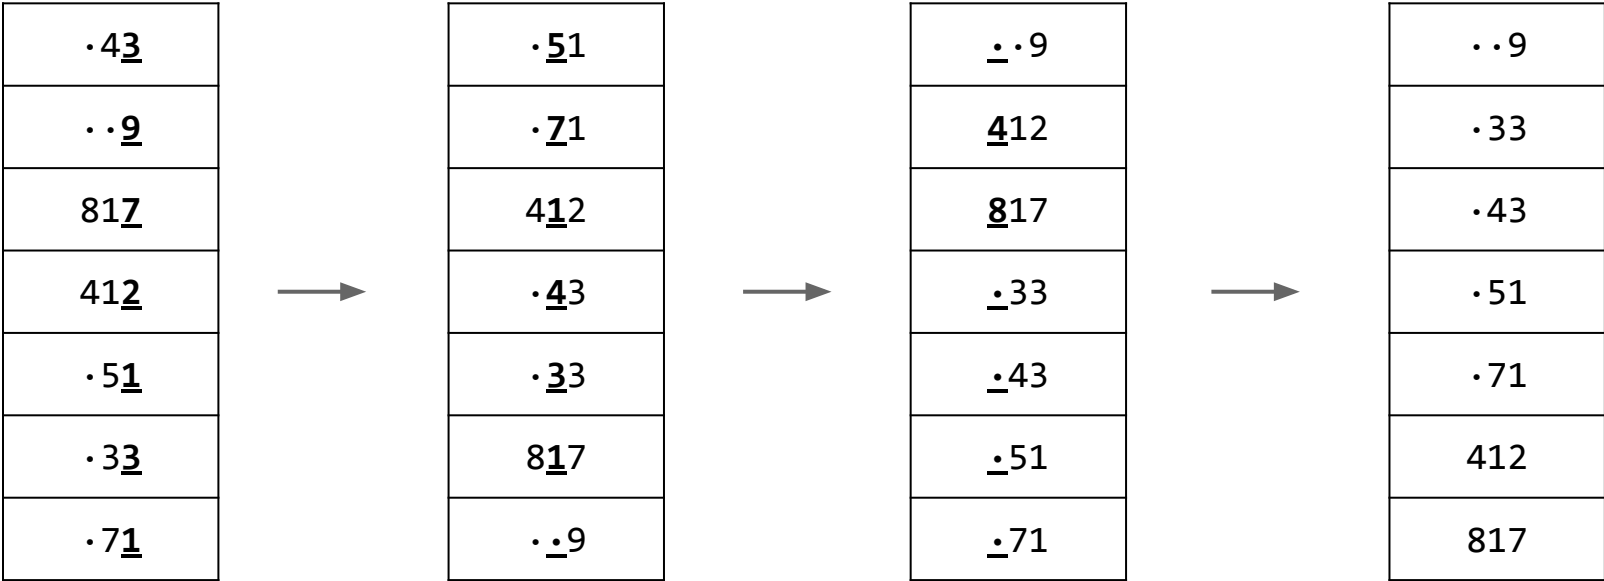 ·43 ·51 ··9 ··9
··9 ·71 412 ·33
817 412 817 ·43
412 ·43 ·33 ·51
·51 ·33 ·43 ·71
·33 817 ·51 412
·71 ··9 ·71 817